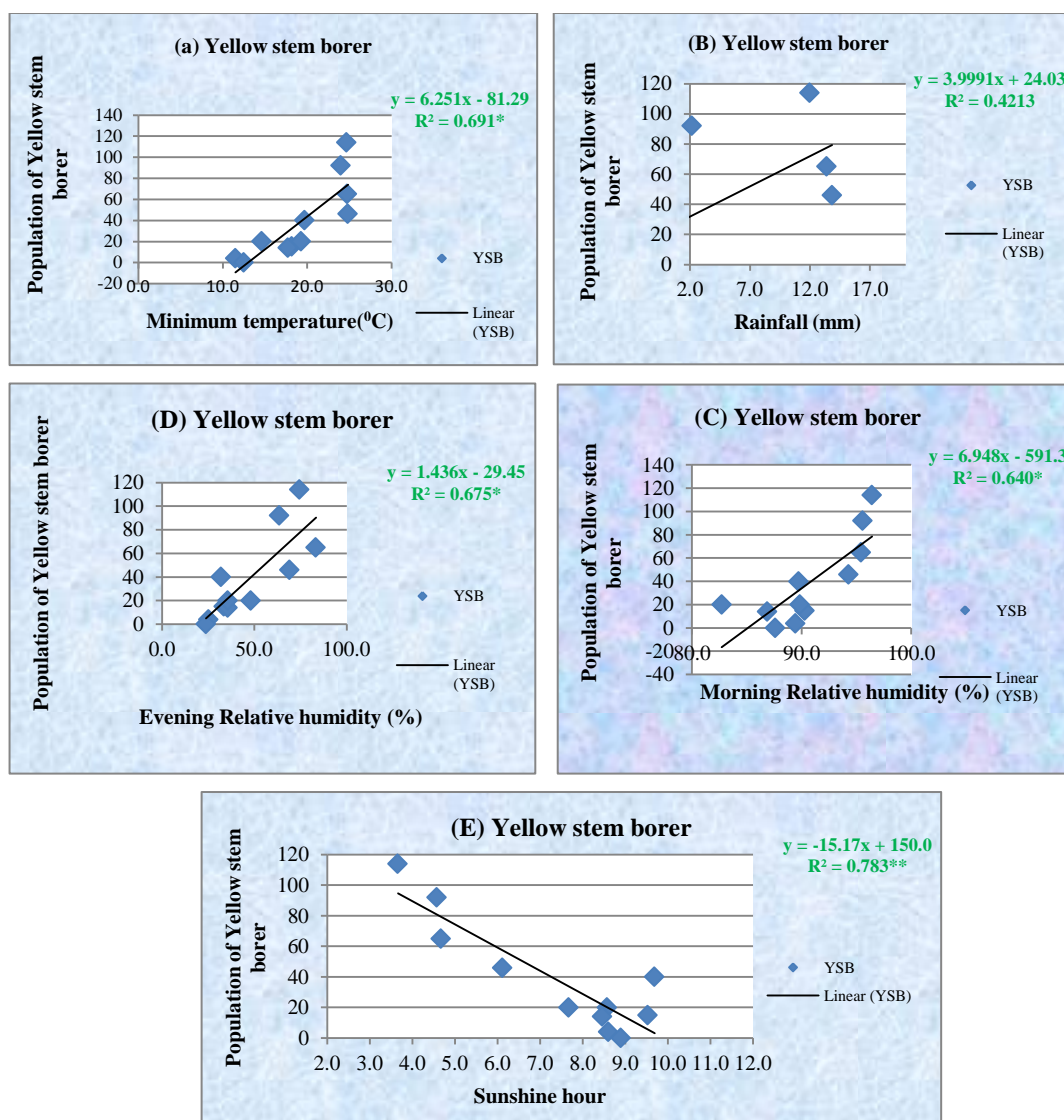 (a) Yellow stem borer
Population of Yellow stem
borer
y = 6.251x - 81.29
R² = 0.691*
140
120
100
80
60
40
20
0
-20
0.0 10.0 20.0 30.0
Minimum temperature(⁰C)
YSB
Linear
(YSB)
(B) Yellow stem borer
Population of Yellow stem
borer
y = 3.9991x + 24.03
R² = 0.4213
120
100
80
60
40
20
0
2.0 7.0 12.0 17.0
Rainfall (mm)
YSB
Linear
(YSB)
(D) Yellow stem borer
Population of Yellow stem borer
y = 1.436x - 29.45
R² = 0.675*
120
100
80
60
40
20
0
0.0 50.0 100.0
Evening Relative humidity (%)
YSB
Linear
(YSB)
(C) Yellow stem borer
Population of Yellow stem
borer
y = 6.948x - 591.3
R² = 0.640*
140
120
100
80
60
40
20
0
-20
-40
80.0 90.0 100.0
Morning Relative humidity (%)
YSB
Linear
(YSB)
(E) Yellow stem borer
Population of Yellow stem
borer
y = -15.17x + 150.0
R² = 0.783**
120
100
80
60
40
20
0
2.0 3.0 4.0 5.0 6.0 7.0 8.0 9.0 10.0 11.0 12.0
Sunshine hour
YSB
Linear (YSB)